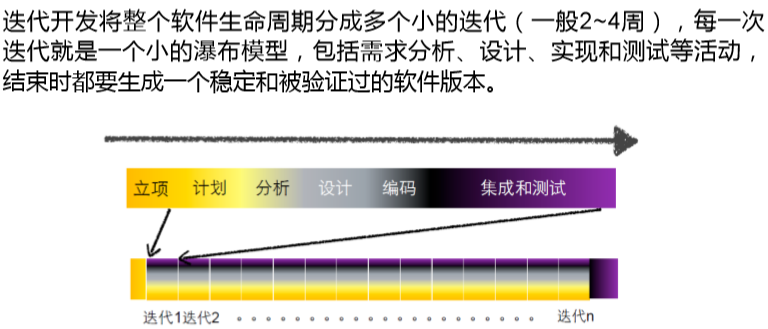 迭代开发将整个软件生命周期分成多个小的迭代（一般2~4周），每一次
迭代就是一个小的瀑布模型，包括需求分析、设计、实现和测试等活动，
结束时都要生成一个稳定和被验证过的软件版本。
立项 计划 分析 设计 编码 集成和测试
迭代1迭代2 。。。。。。。。。。。。。。。。。。 迭代n